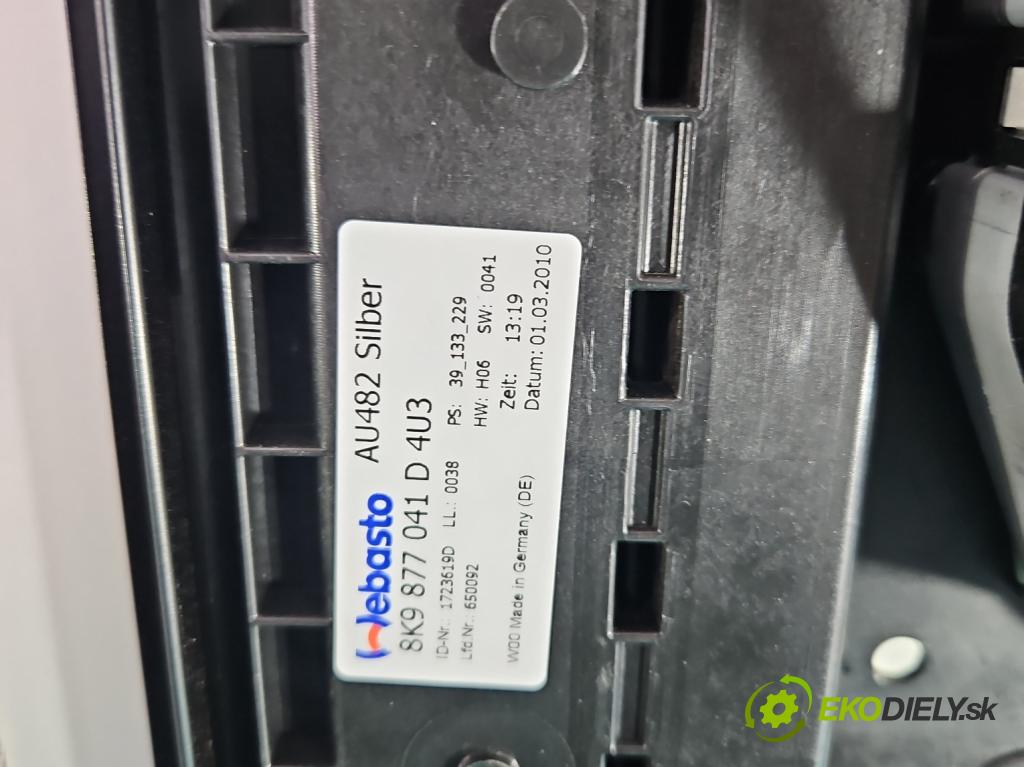 Webasto AU482 Silber
8K9 877 041 D 4U3
ID-Nr.: 1723619D LL.: 0038 PS: 39_133_229
Lfd.Nr.: 650092 HW: H06 SW: 0041
Zeit: 13:19
W00 Made in Germany (DE) Datum: 01.03.2010
EKODIELY.sk